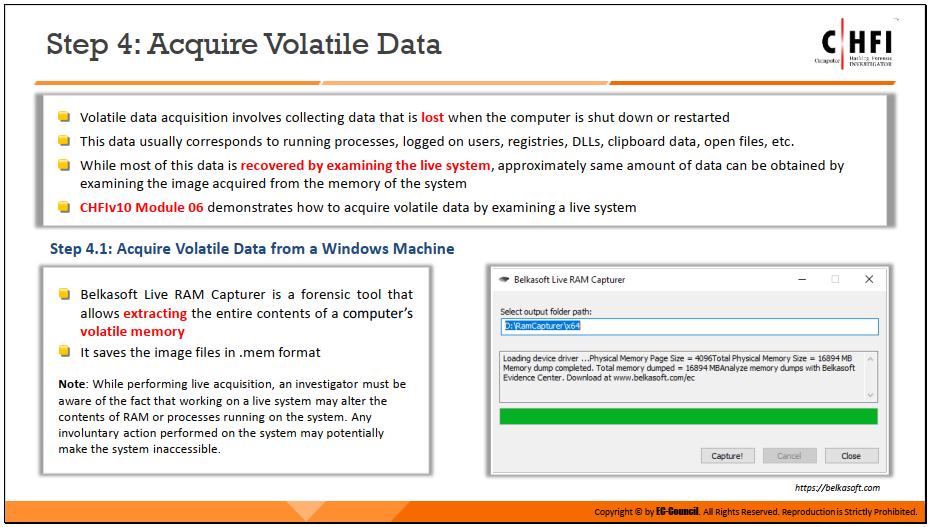 Step 4: Acquire Volatile Data
CHFI
Computer Hacking Forensic
INVESTIGATOR
Volatile data acquisition involves collecting data that is lost when the computer is shut down or restarted
This data usually corresponds to running processes, logged on users, registries, DLLs, clipboard data, open files, etc.
While most of this data is recovered by examining the live system, approximately same amount of data can be obtained by
examining the image acquired from the memory of the system
CHFIv10 Module 06 demonstrates how to acquire volatile data by examining a live system
Step 4.1: Acquire Volatile Data from a Windows Machine
Belkasoft Live RAM Capturer is a forensic tool that
allows extracting the entire contents of a computer's
volatile memory
It saves the image files in .mem format
Note: While performing live acquisition, an investigator must be
aware of the fact that working on a live system may alter the
contents of RAM or processes running on the system. Any
involuntary action performed on the system may potentially
make the system inaccessible.
Belkasoft Live RAM Capturer
Select output folder path:
D:\RamCapturer\x64
Loading device driver ...Physical Memory Page Size = 4096Total Physical Memory Size = 16894 MB
Memory dump completed. Total memory dumped = 16894 MBAnalyze memory dumps with Belkasoft
Evidence Center. Download at www.belkasoft.com/ec
Capture! Cancel Close
https://belkasoft.com
Copyright © by EC-Council. All Rights Reserved. Reproduction is Strictly Prohibited.